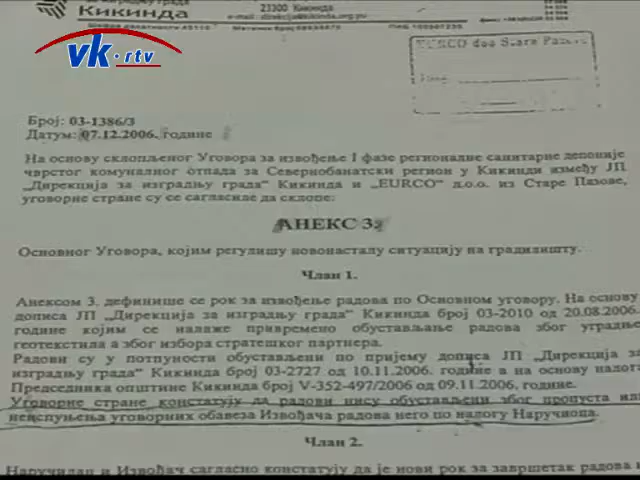 за изградњу града
Кикинда
23300 Кикинда
vk.rtv
EURCO doo Stara Pazova
Број: 03-1386/3
Датум: 07.12.2006. године
На основу склопљеног Уговора за извођење I фазе регионалне санитарне депоније
чврстог комуналног отпада за Севернобанатски регион у Кикинди између ЈП
„Дирекција за изградњу града“ Кикинда и „EURCO“ д.о.о. из Старе Пазове,
уговорне стране су се сагласиле да склопе:
АНЕКС 3.
Основног Уговора, којим регулишу новонасталу ситуацију на градилишту.
Члан 1.
Анексом 3. дефинише се рок за извођење радова по Основном уговору. На основу
дописа ЈП „Дирекција за изградњу града“ Кикинда број 03-2010 од 20.08.2006.
године којим се налаже привремено обустављање радова због уградње
геотекстила а због избора стратешког партнера.
Радови су у потпуности обустављени по пријему дописа ЈП „Дирекција за
изградњу града“ Кикинда број 03-2727 од 10.11.2006. године а на основу налога
Председника општине Кикинда број V-352-497/2006 од 09.11.2006. године.
Уговорне стране констатују да радови нису обустављени због пропуста или
неиспуњења уговорних обавеза Извођача радова него по налогу Наручиоца.
Члан 2.
Наручилац и Извођач сагласно констатују да је нови рок за завршетак радова